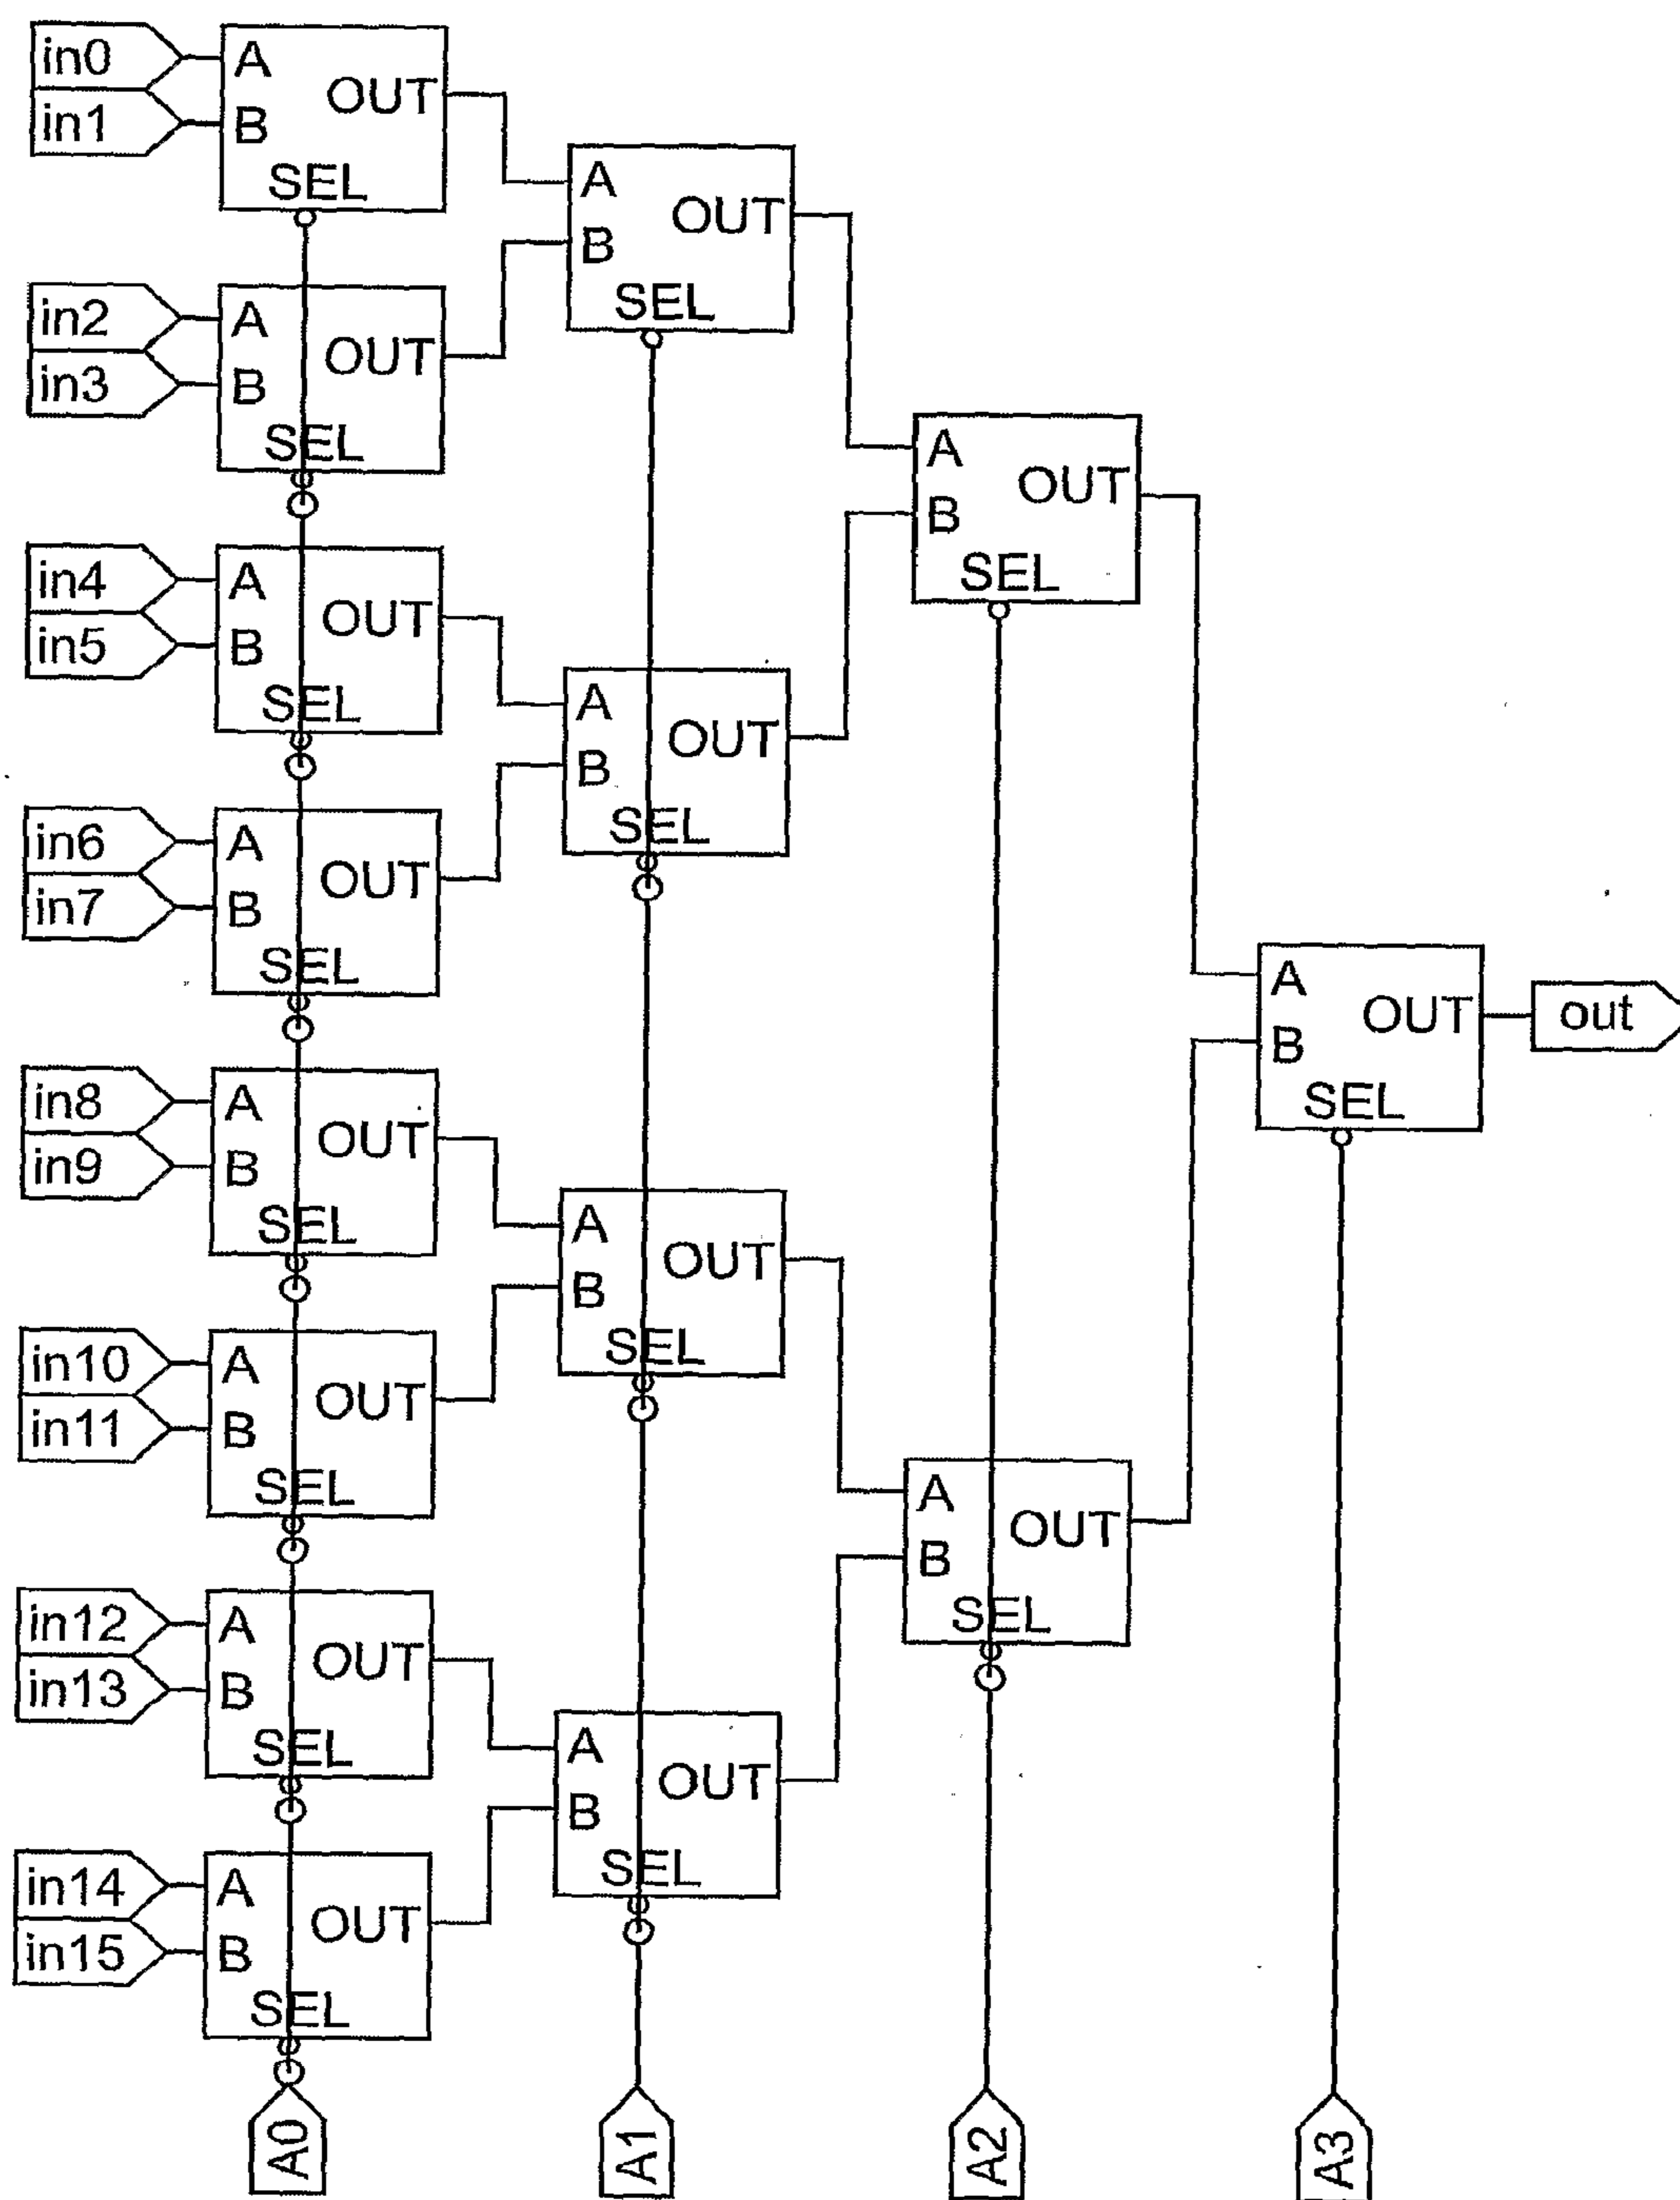 in0
in1
A
B
OUT
SEL
A
B
OUT
SEL
in2
in3
A
B
OUT
SEL
A
B
OUT
SEL
in4
in5
A
B
OUT
SEL
A
B
OUT
SEL
in6
in7
A
B
OUT
SEL
A
B
OUT
SEL
out
in8
in9
A
B
OUT
SEL
A
B
OUT
SEL
in10
in11
A
B
OUT
SEL
A
B
OUT
SEL
in12
in13
A
B
OUT
SEL
A
B
OUT
SEL
in14
in15
A
B
OUT
SEL
A0
A1
A2
A3